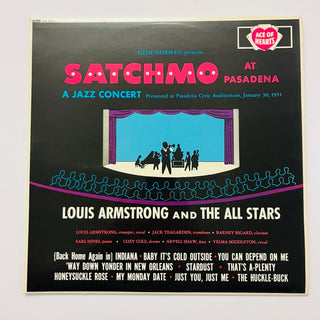 ACE OF
HEARTS
GENE NORMAN, presents
SATCHMO AT
PASADENA
A JAZZ CONCERT Presented at Pasadena Civic Auditorium, January 30, 1951
LOUIS ARMSTRONG AND THE ALL STARS
LOUIS ARMSTRONG, trumpet, vocal • JACK TEAGARDEN, trombone • BARNEY BIGARD, clarinet
EARL HINES, piano • COZY COLE, drums • ARVELL SHAW, bass • VELMA MIDDLETON, vocal
(Back Home Again in) INDIANA • BABY IT'S COLD OUTSIDE • YOU CAN DEPEND ON ME
'WAY DOWN YONDER IN NEW ORLEANS • STARDUST • THAT'S A-PLENTY
HONEYSUCKLE ROSE • MY MONDAY DATE • JUST YOU, JUST ME • THE HUCKLE-BUCK